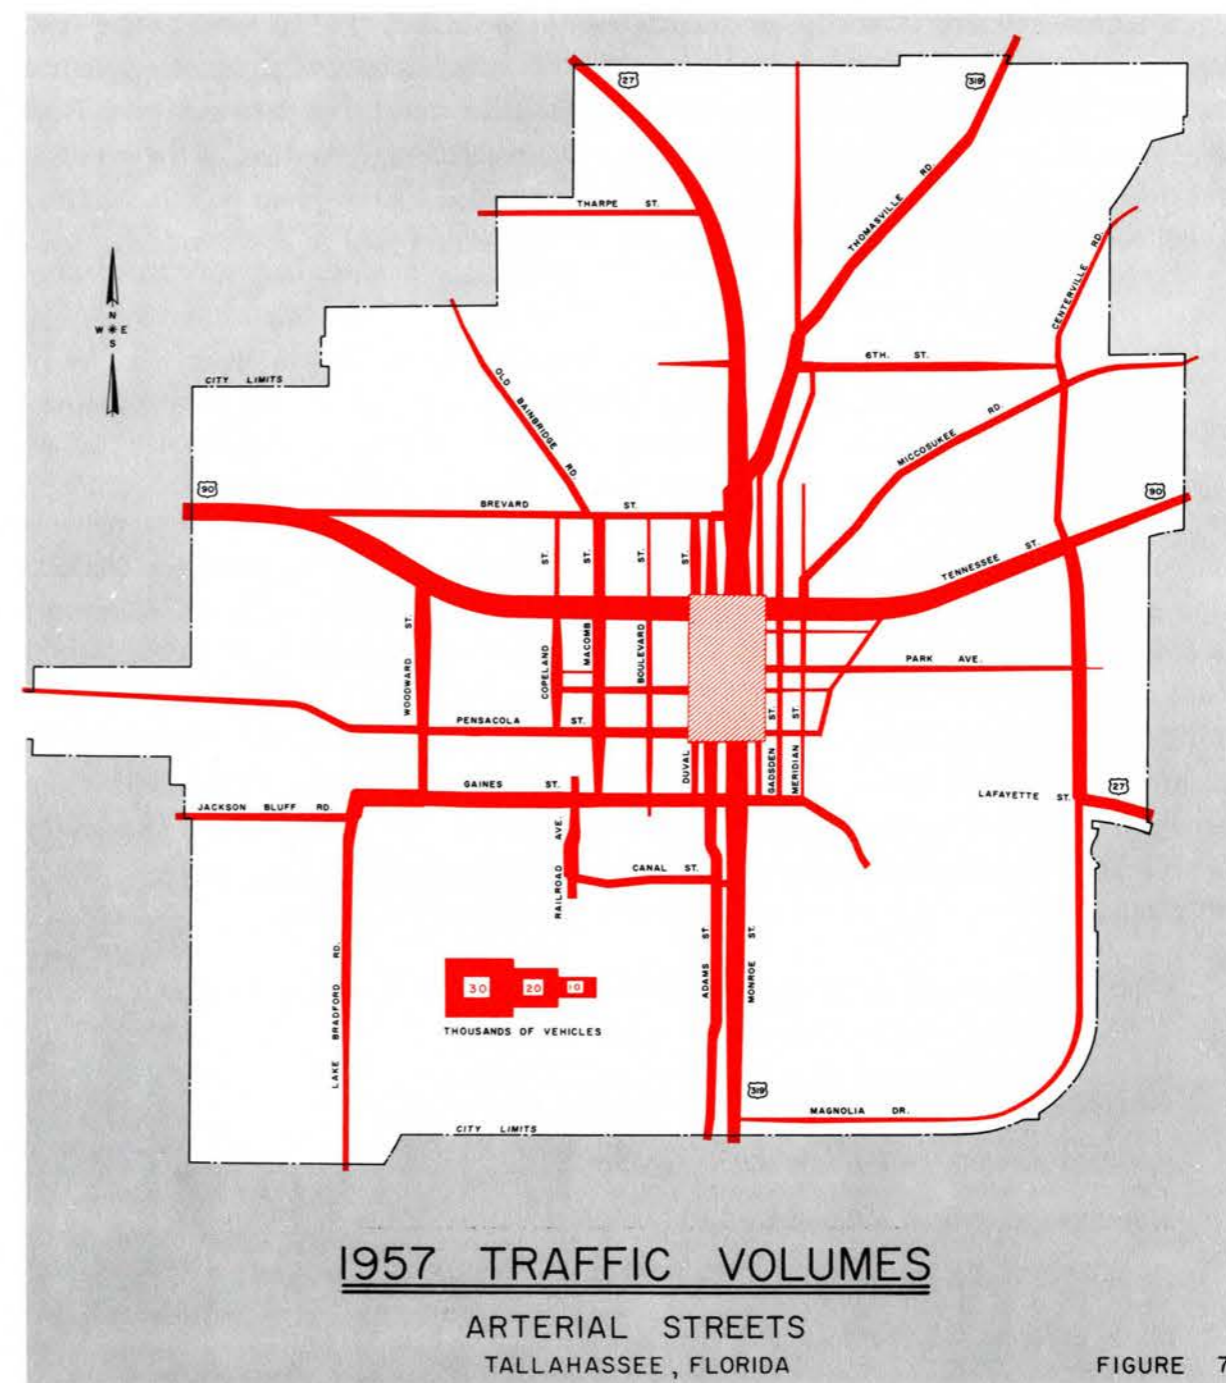 27
319
THARPE ST.
THOMASVILLE RD.
CENTERVILLE RD.
N
W E
S
CITY LIMITS
6TH. ST.
OLD BAINBRIDGE RD.
MICCOSUKEE RD.
90
90
BREVARD ST.
ST.
ST.
ST.
ST.
TENNESSEE ST.
WOODWARD ST.
COPELAND
MACOMB
BOULEVARD
PARK AVE.
PENSACOLA ST.
DUVAL
GADSDEN ST.
MERIDIAN ST.
GAINES ST.
JACKSON BLUFF RD.
LAFAYETTE ST.
27
RAILROAD AVE.
CANAL ST.
LAKE BRADFORD RD.
ADAMS ST.
MONROE ST.
30 20 10
THOUSANDS OF VEHICLES
319
MAGNOLIA DR.
CITY LIMITS
1957 TRAFFIC VOLUMES
ARTERIAL STREETS
TALLAHASSEE, FLORIDA
FIGURE 7